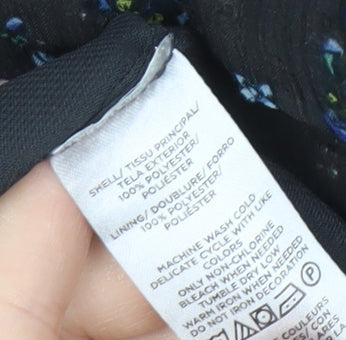 SHELL/ TISSU PRINCIPAL/
TELA EXTERIOR
100% POLYESTER/
POLIÉSTER
LINING/ DOUBLURE/ FORRO
100% POLYESTER/
POLIÉSTER
MACHINE WASH COLD
DELICATE CYCLE WITH LIKE
COLORS
ONLY NON-CHLORINE
BLEACH WHEN NEEDED
TUMBLE DRY LOW
WARM IRON WHEN NEEDED
DO NOT IRON DECORATION
P
COULEURS
CON